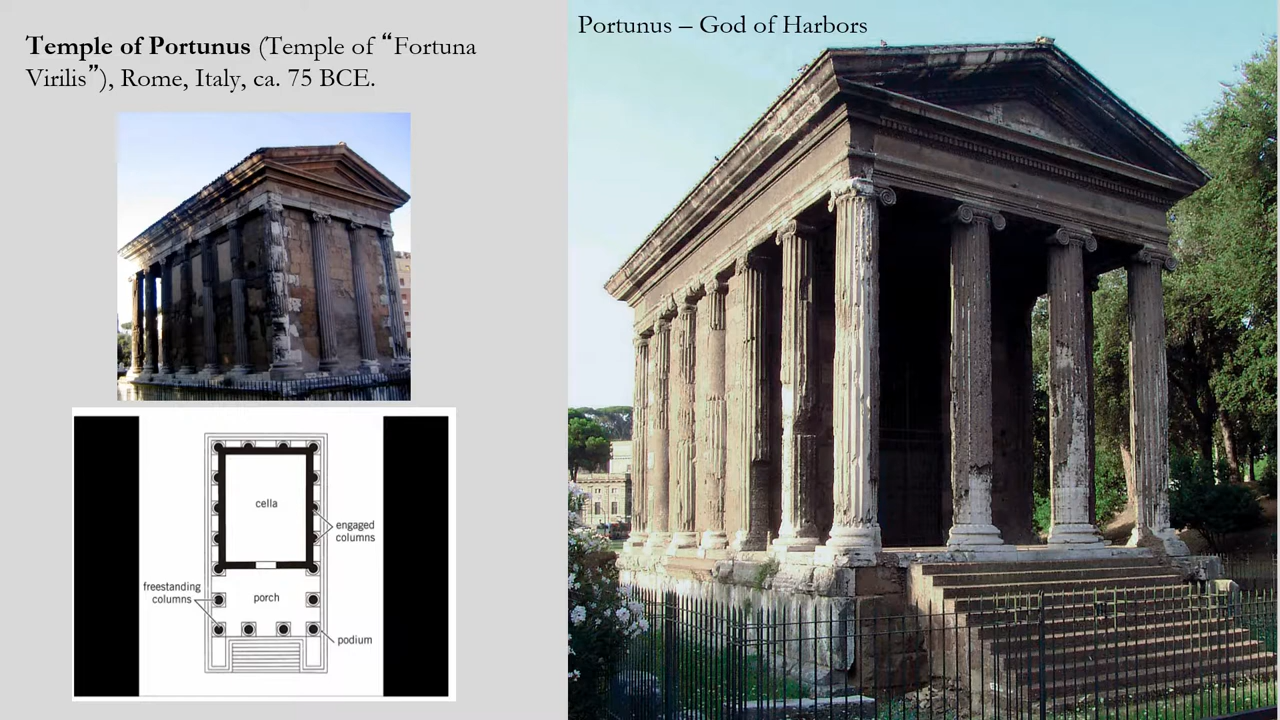 Temple of Portunus (Temple of “Fortuna
Virilis”), Rome, Italy, ca. 75 BCE.
Portunus – God of Harbors
cella
engaged
columns
freestanding
columns
porch
podium